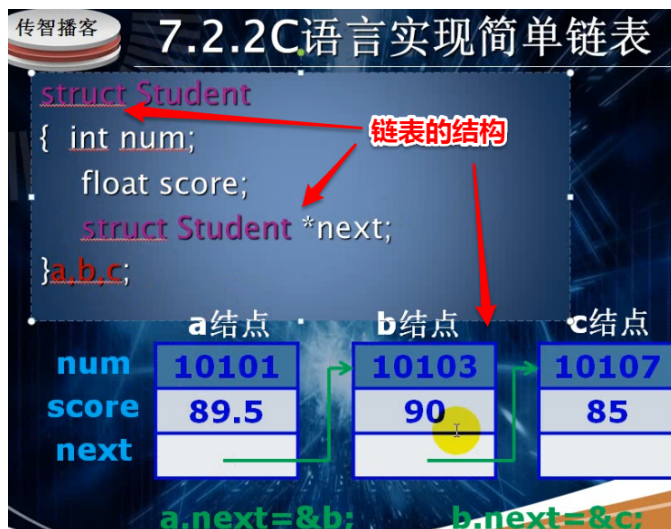 传智播客
7.2.2C语言实现简单链表
struct Student
{ int num;
链表的结构
float score;
struct Student *next;
}a,b,c;
a结点 b结点 c结点
num 10101 10103 10107
score 89.5 90 85
next
a.next=&b; b.next=&c;